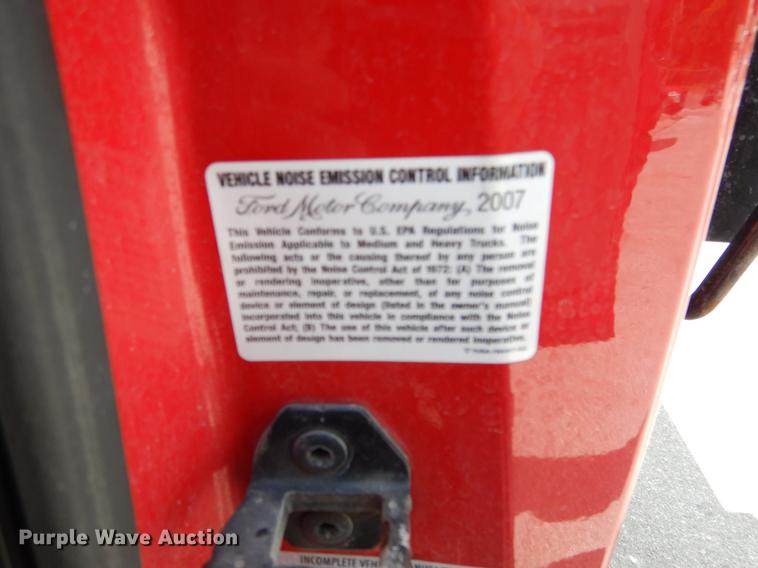 VEHICLE NOISE EMISSION CONTROL INFORMATION
Ford Motor Company, 2007
This Vehicle Conforms to U.S. EPA Regulations for Noise
Emission Applicable to Medium and Heavy Trucks. The
following acts or the causing thereof by any person are
prohibited by the Noise Control Act of 1972: (A) The removal
or rendering inoperative, other than for purposes of
maintenance, repair, or replacement, of any noise control
device or element of design (listed in the owner's manual)
incorporated into this vehicle in compliance with the Noise
Control Act; (B) The use of this vehicle after such device or
element of design has been removed or rendered inoperative.
INCOMPLETE
Purple Wave Auction